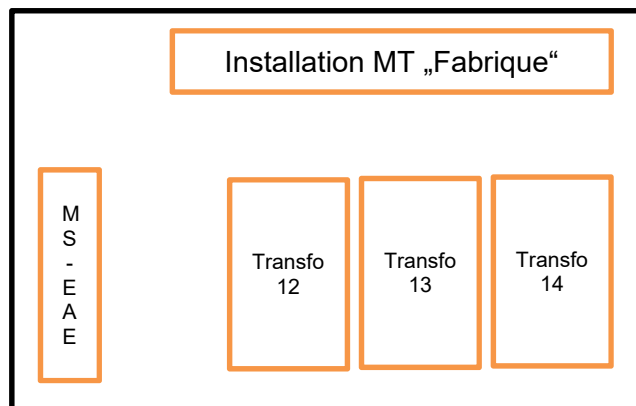 Installation MT „Fabrique“
M
S
-
E
A
E
Transfo
12
Transfo
13
Transfo
14